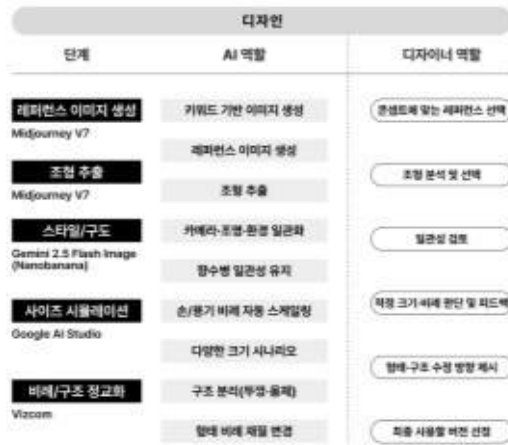 디자인
단계
AI 역할
디자이너 역할
레퍼런스 이미지 생성
Midjourney V7
키워드 기반 이미지 생성
콘셉트에 맞는 레퍼런스 선택
레퍼런스 이미지 생성
조형 추출
Midjourney V7
조형 추출
조형 분석 및 선택
스타일/구도
Gemini 2.5 Flash Image
(Nanobanana)
카메라·조명·환경 일관화
일관성 검토
향수병 일관성 유지
사이즈 시뮬레이션
Google AI Studio
손/용기 비례 자동 스케일링
적정 크기·비례 판단 및 피드백
다양한 크기 시나리오
형태·구조 수정 방향 제시
비례/구조 정교화
Vizcom
구조 분리(뚜껑·몸체)
형태 비례 재질 변경
최종 사용할 버전 선정